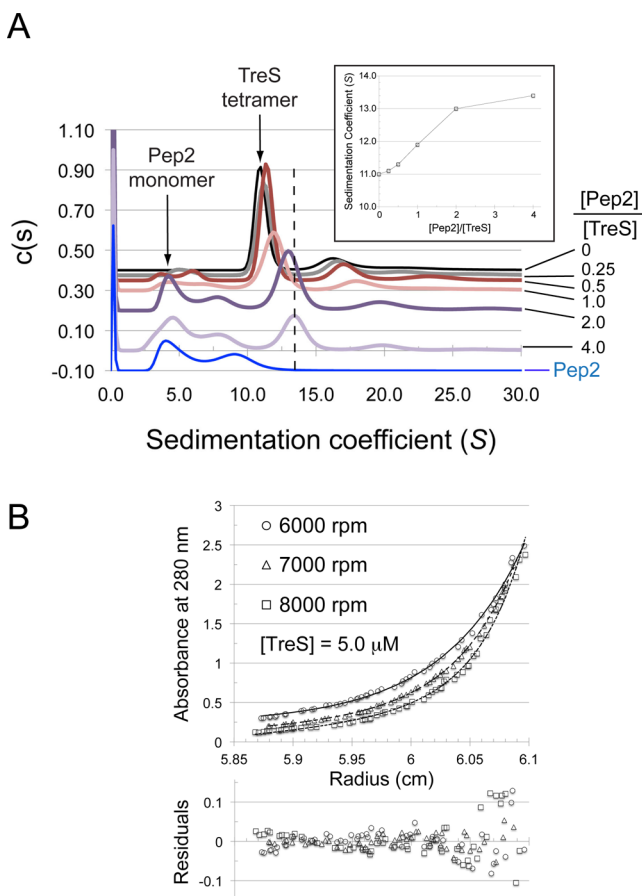 A
TreS
tetramer
Pep2
monomer
Sedimentation Coefficient (S)
14.0
13.0
12.0
11.0
10.0
0 1 2 3 4
[Pep2]/[TreS]
c(s)
1.10
0.90
0.70
0.50
0.30
0.10
-0.10
[Pep2]
[TreS]
0
0.25
0.5
1.0
2.0
4.0
Pep2
0.0 5.0 10.0 15.0 20.0 25.0 30.0
Sedimentation coefficient (S)
B
Absorbance at 280 nm
3
2.5
2
1.5
1
0.5
0
6000 rpm
7000 rpm
8000 rpm
[TreS] = 5.0 μM
5.85 5.9 5.95 6 6.05 6.1
Radius (cm)
Residuals
0.1
0
-0.1